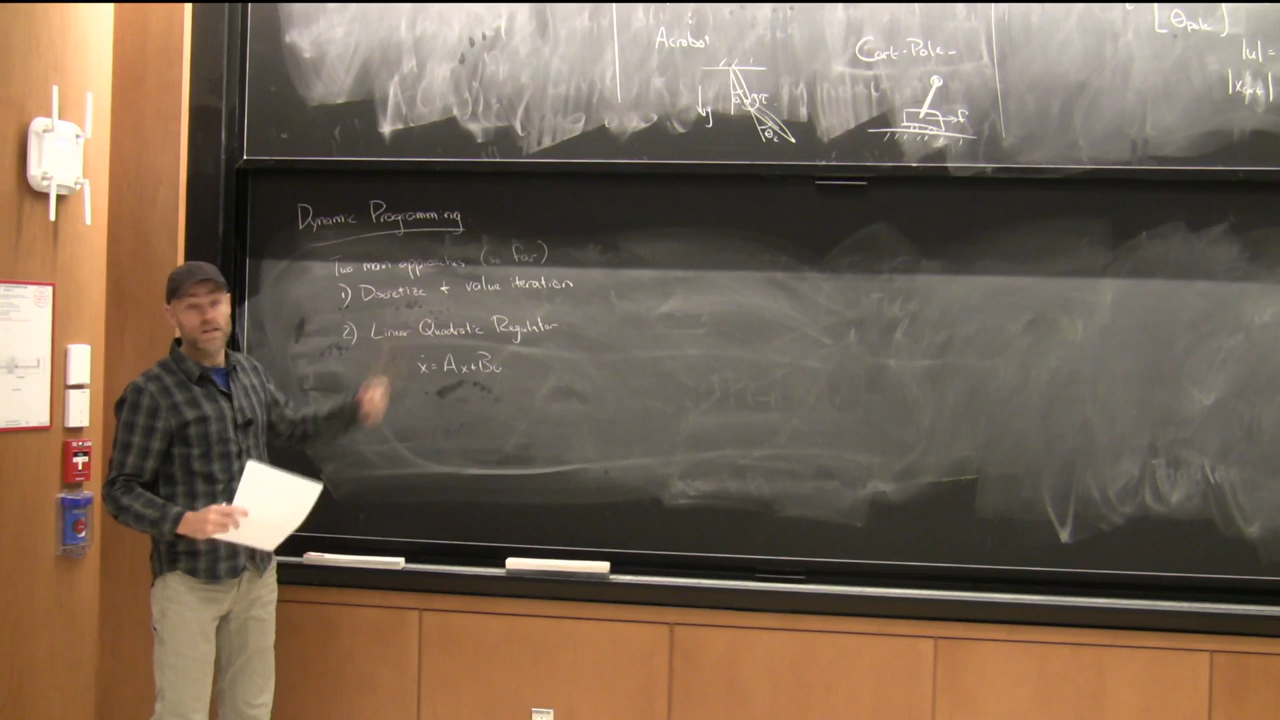 Acrobot
Cart-Pole
θpole
|u| =
|xcart|
g
θ₂
f
Dynamic Programming
Two main approaches (so far)
1) Discretize + value iteration
2) Linear Quadratic Regulator
ẋ = Ax+Bu